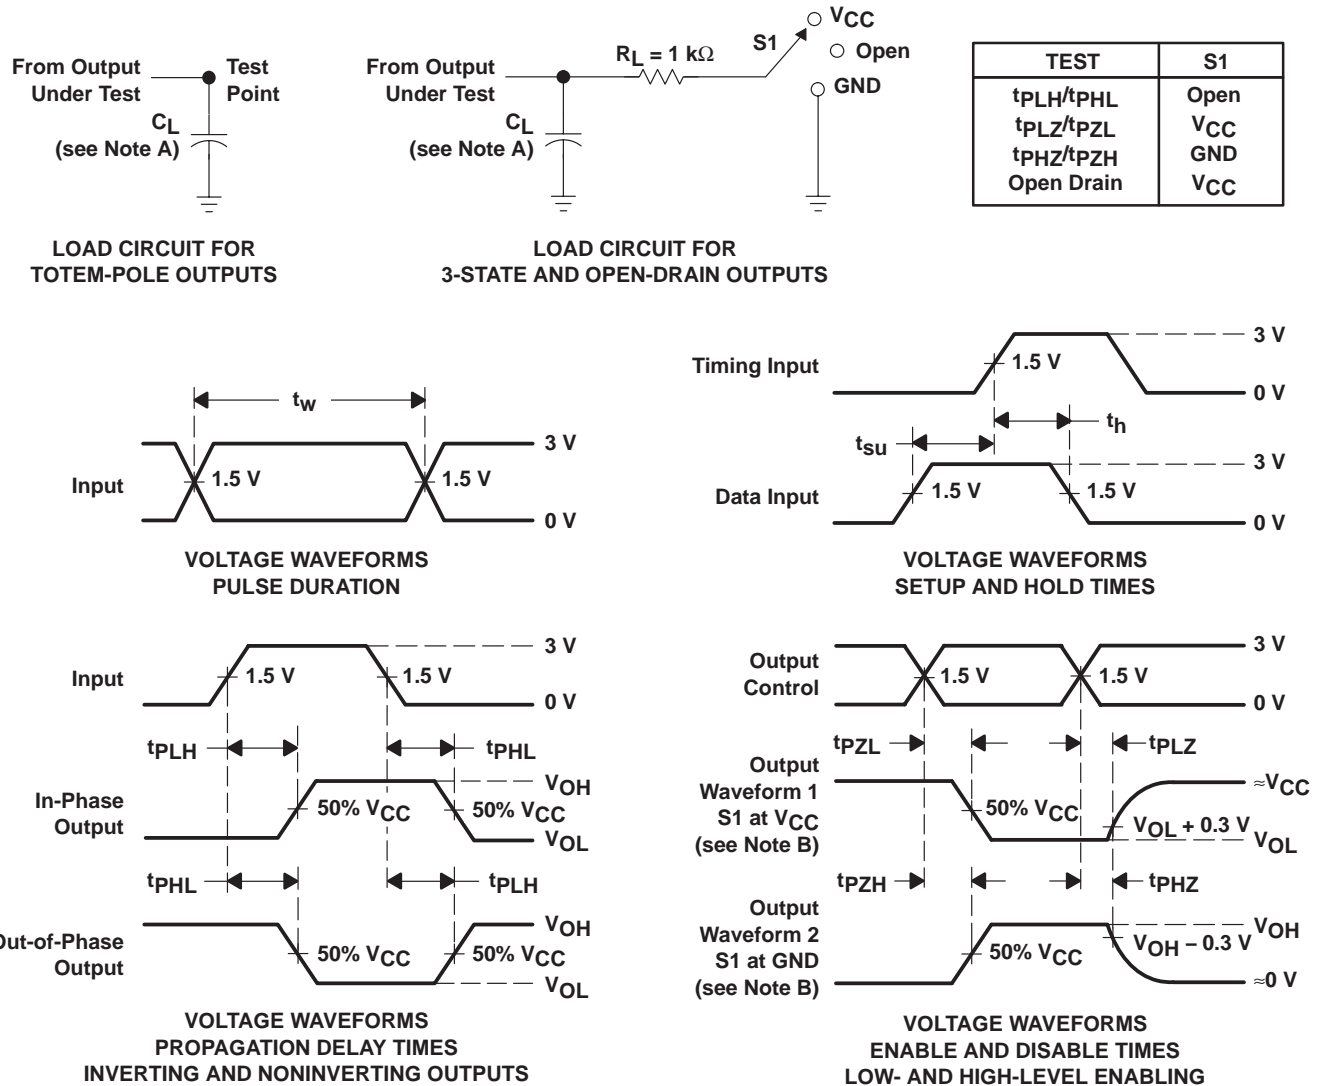 From Output
Under Test
Test
Point
CL
(see Note A)
LOAD CIRCUIT FOR
TOTEM-POLE OUTPUTS
From Output
Under Test
RL = 1 kΩ
S1
VCC
Open
GND
CL
(see Note A)
LOAD CIRCUIT FOR
3-STATE AND OPEN-DRAIN OUTPUTS
TEST S1
tPLH/tPHL Open
tPLZ/tPZL VCC
tPHZ/tPZH GND
Open Drain VCC
tw
Input
1.5 V
1.5 V
3 V
0 V
VOLTAGE WAVEFORMS
PULSE DURATION
Timing Input
1.5 V
3 V
0 V
tsu
th
Data Input
1.5 V
1.5 V
3 V
0 V
VOLTAGE WAVEFORMS
SETUP AND HOLD TIMES
Input
1.5 V
1.5 V
3 V
0 V
tPLH
tPHL
In-Phase
Output
50% VCC
50% VCC
VOH
VOL
tPHL
tPLH
Out-of-Phase
Output
50% VCC
50% VCC
VOH
VOL
VOLTAGE WAVEFORMS
PROPAGATION DELAY TIMES
INVERTING AND NONINVERTING OUTPUTS
Output
Control
1.5 V
1.5 V
3 V
0 V
tPZL
tPLZ
Output
Waveform 1
S1 at VCC
(see Note B)
50% VCC
VOL + 0.3 V
≈VCC
VOL
tPZH
tPHZ
Output
Waveform 2
S1 at GND
(see Note B)
50% VCC
VOH − 0.3 V
VOH
≈0 V
VOLTAGE WAVEFORMS
ENABLE AND DISABLE TIMES
LOW- AND HIGH-LEVEL ENABLING